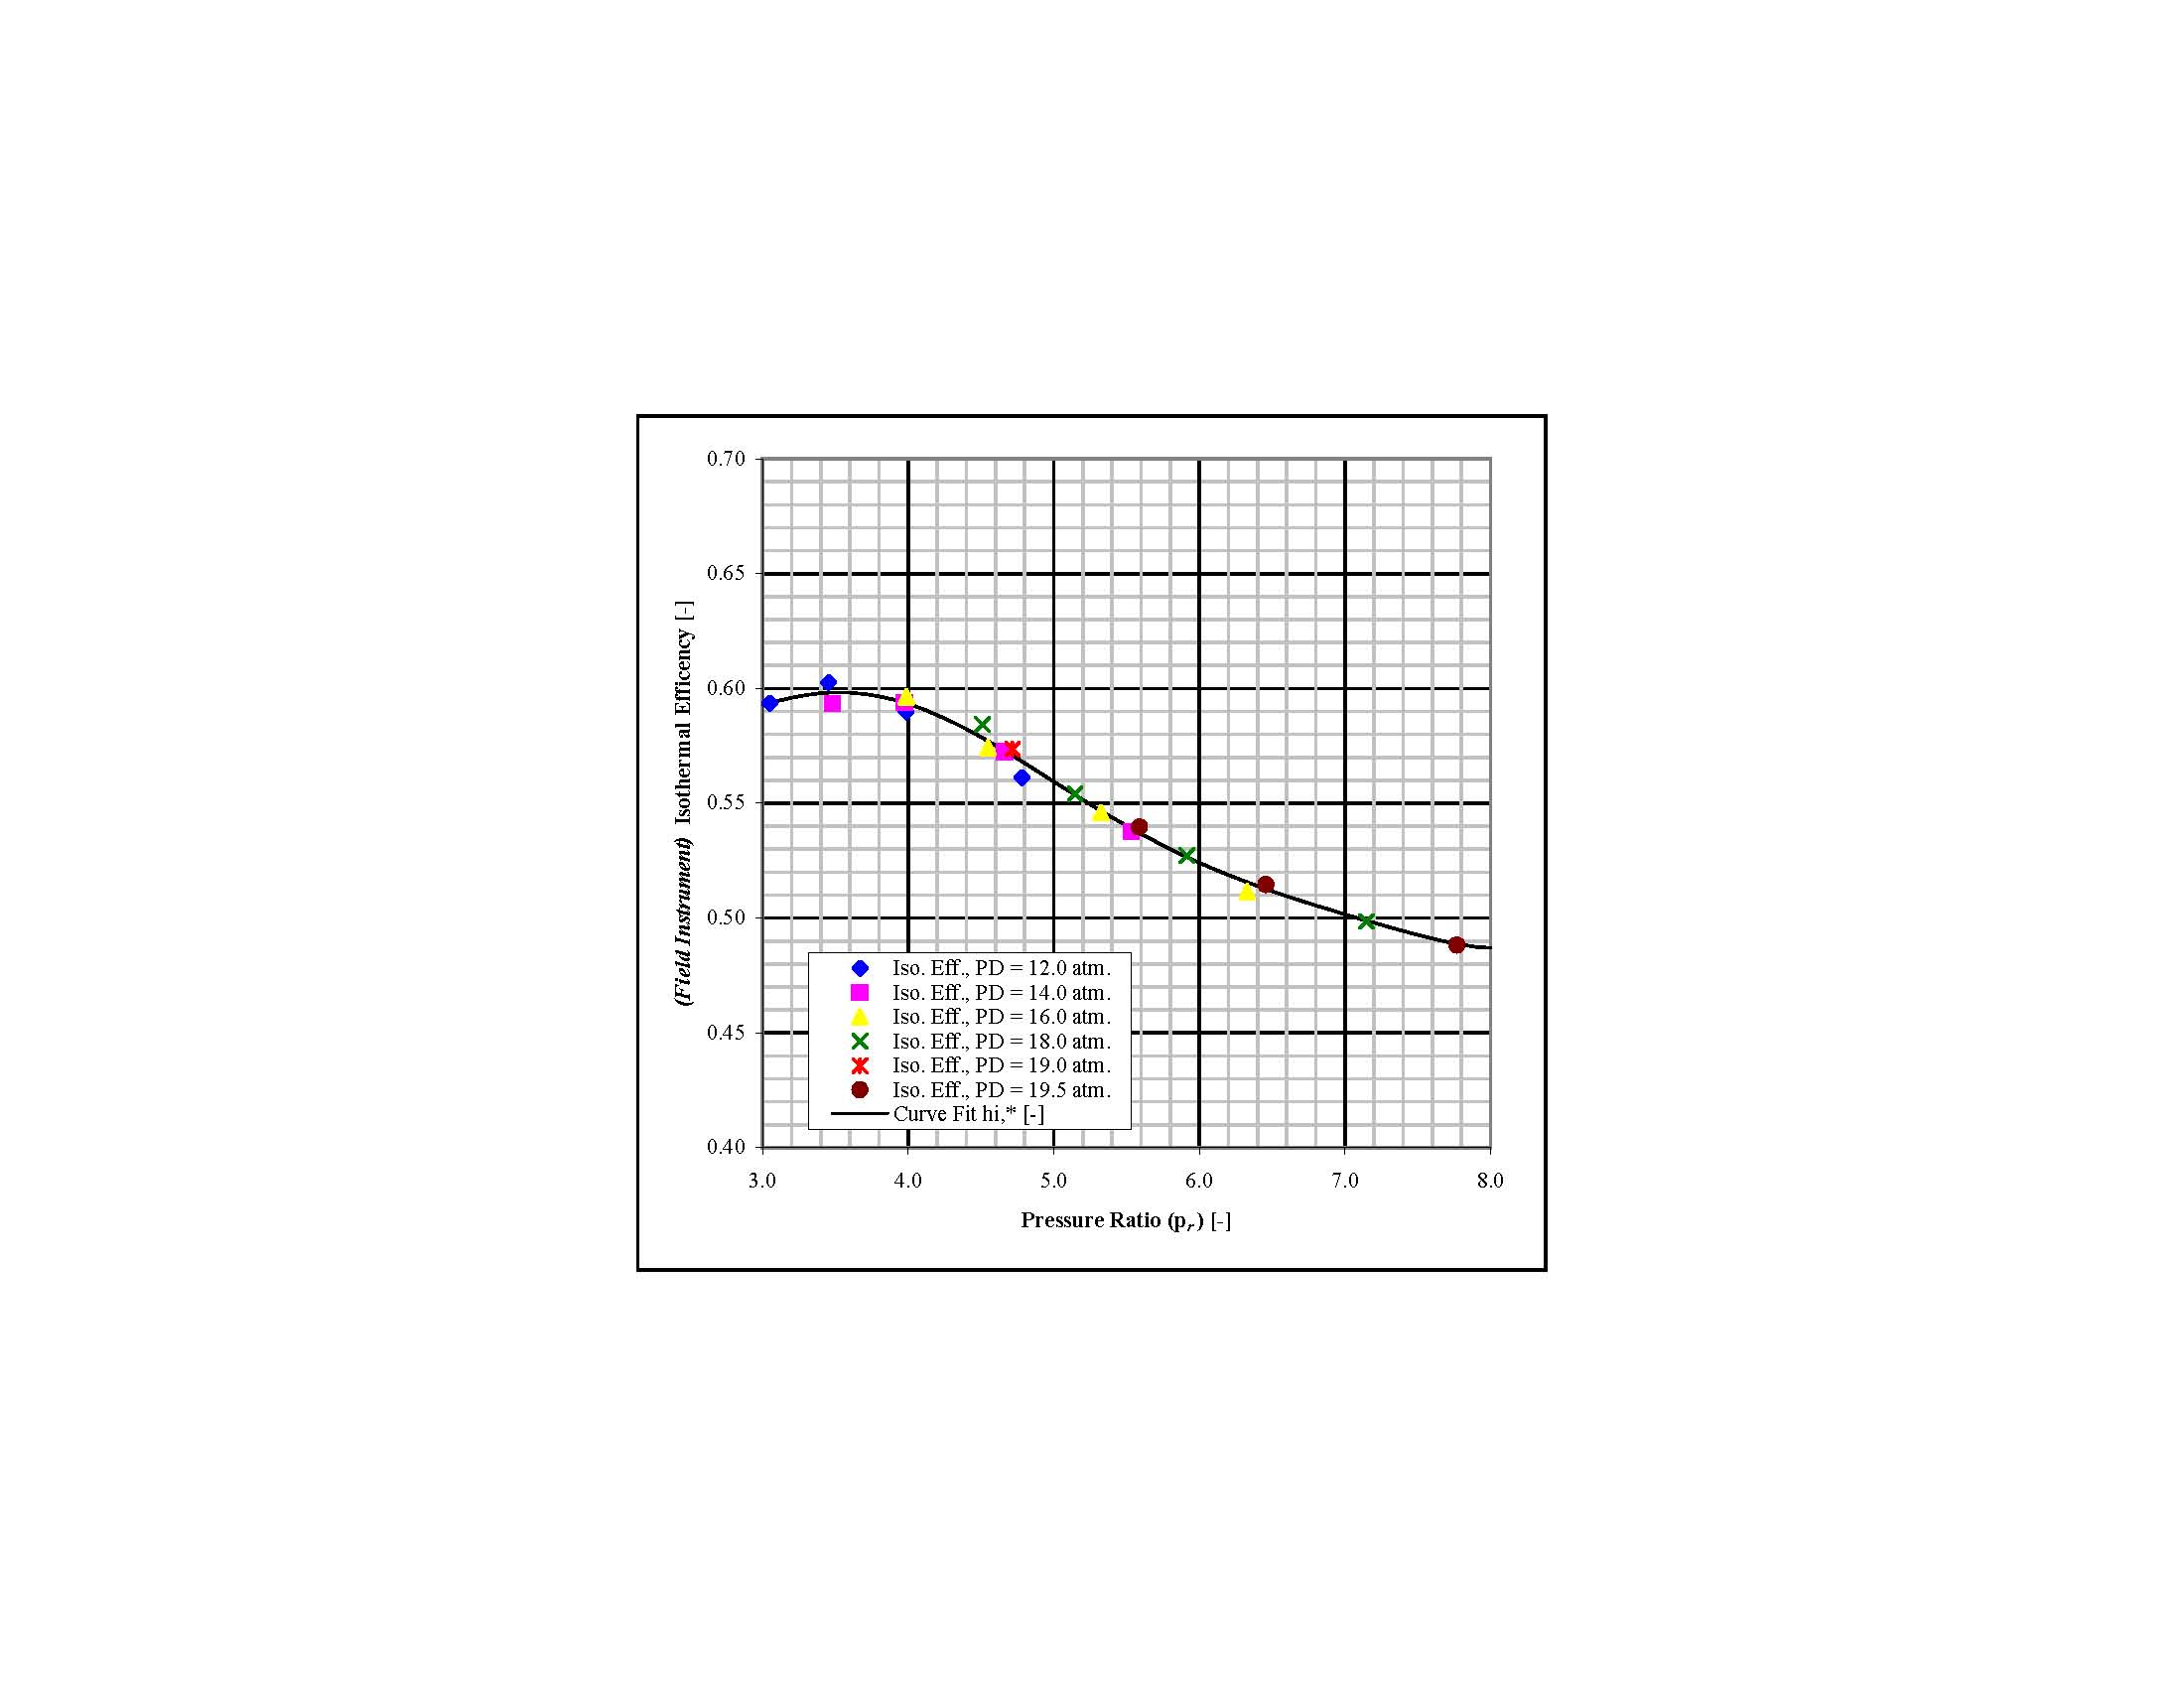 0.70
0.65
0.60
0.55
0.50
0.45
0.40
(Field Instrument) Isothermal Efficency [-]
Iso. Eff., PD = 12.0 atm.
Iso. Eff., PD = 14.0 atm.
Iso. Eff., PD = 16.0 atm.
Iso. Eff., PD = 18.0 atm.
Iso. Eff., PD = 19.0 atm.
Iso. Eff., PD = 19.5 atm.
Curve Fit hi,* [-]
3.0 4.0 5.0 6.0 7.0 8.0
Pressure Ratio (pr) [-]